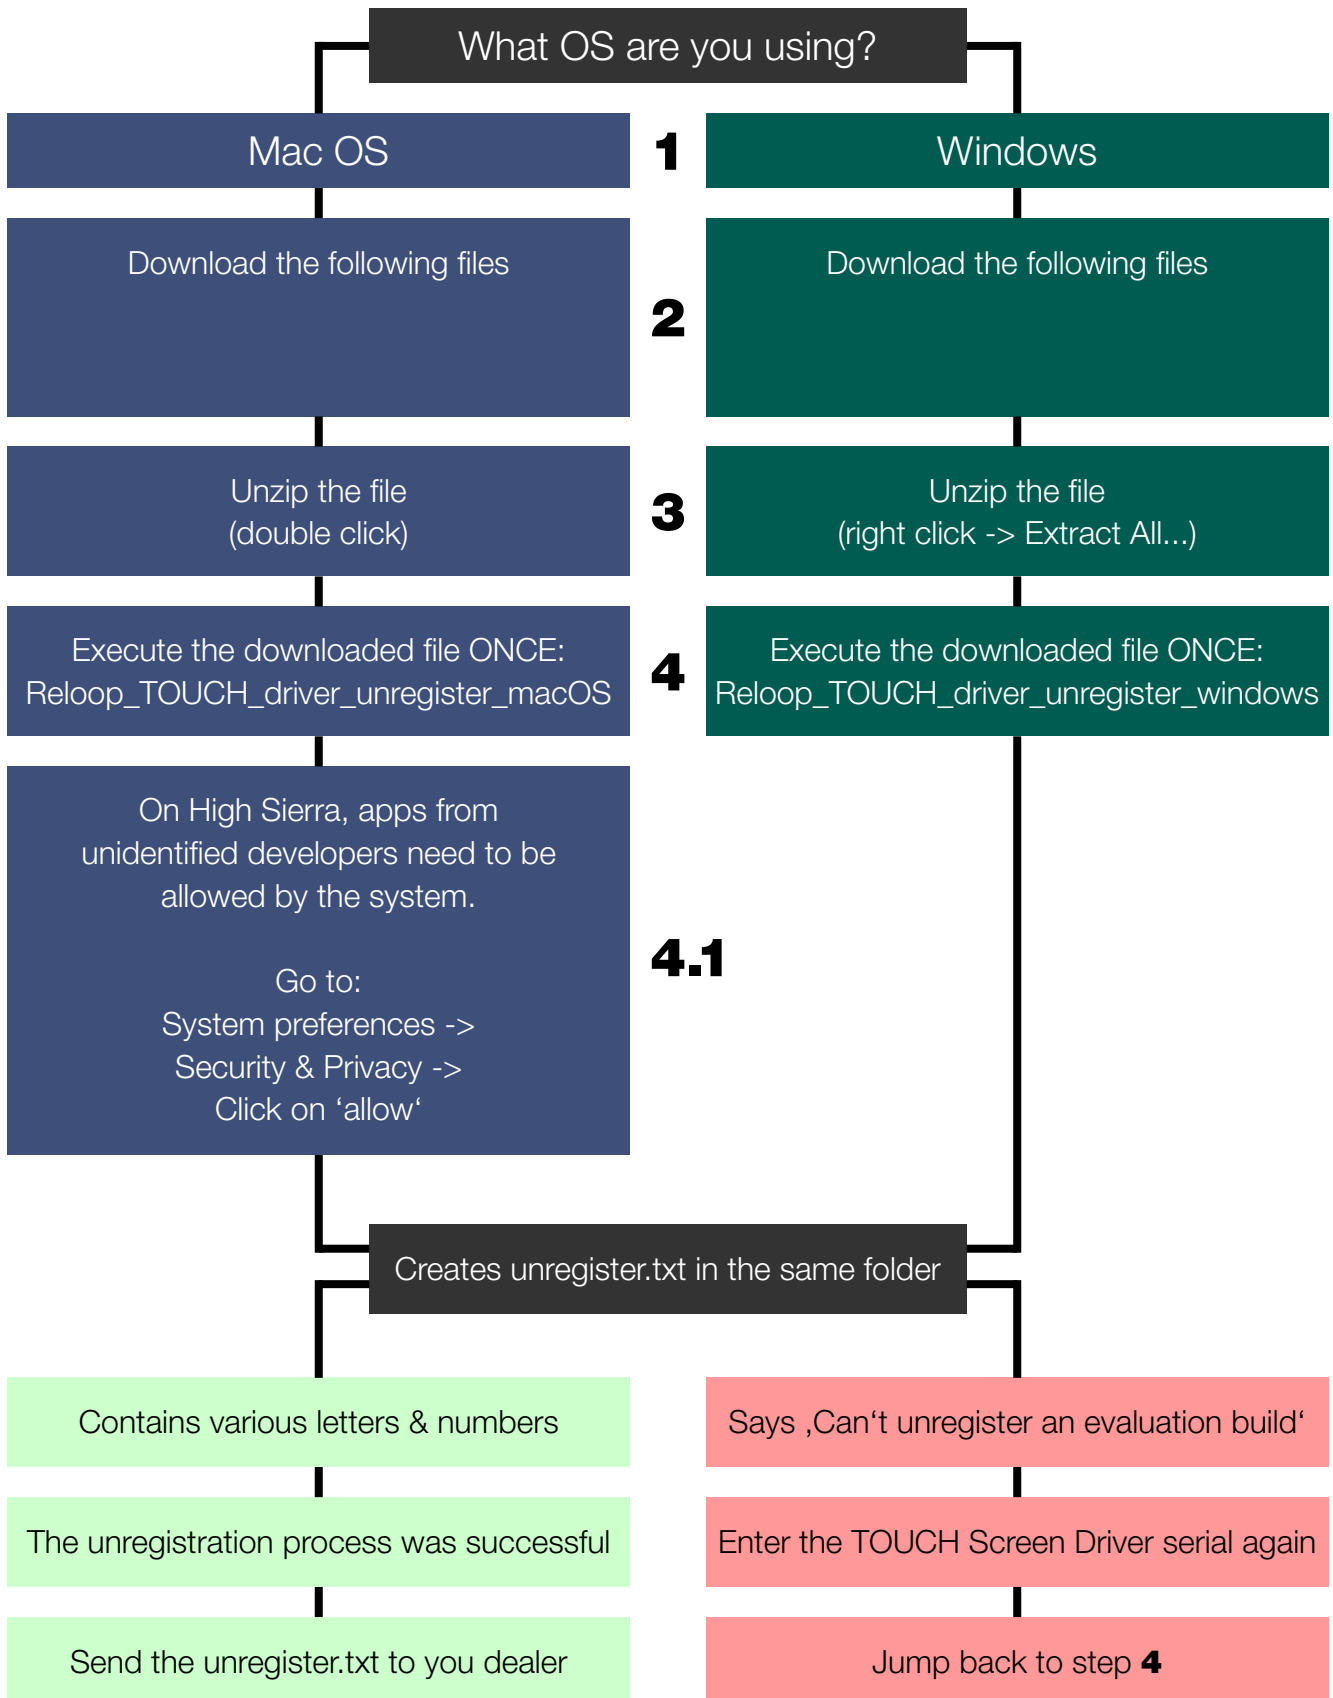 What OS are you using?
Mac OS
1
Windows
Download the following files
2
Download the following files
Unzip the file
(double click)
3
Unzip the file
(right click -> Extract All...)
Execute the downloaded file ONCE:
Reloop_TOUCH_driver_unregister_macOS
4
Execute the downloaded file ONCE:
Reloop_TOUCH_driver_unregister_windows
On High Sierra, apps from
unidentified developers need to be
allowed by the system.
Go to:
System preferences ->
Security & Privacy ->
Click on ‘allow‘
4.1
Creates unregister.txt in the same folder
Contains various letters & numbers
The unregistration process was successful
Send the unregister.txt to you dealer
Says ‚Can‘t unregister an evaluation build‘
Enter the TOUCH Screen Driver serial again
Jump back to step 4